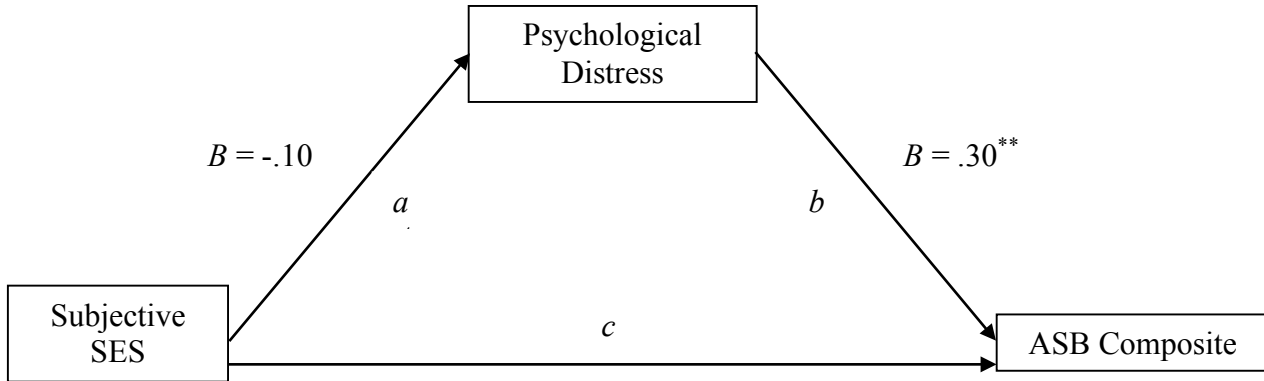 Psychological
Distress
B = -.10
B = .30**
a
b
Subjective
SES
c
ASB Composite